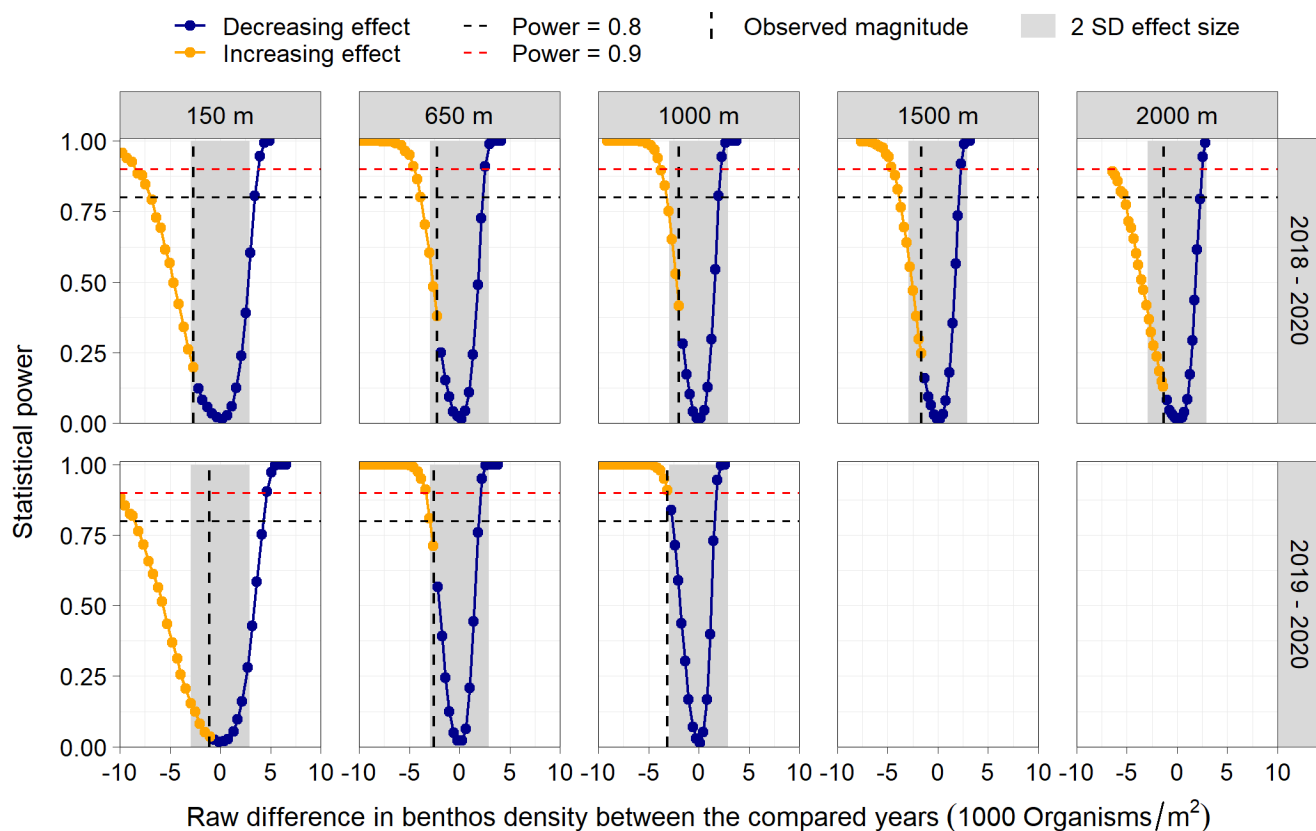 Decreasing effect
Increasing effect
Power = 0.8
Power = 0.9
Observed magnitude
2 SD effect size
150 m
650 m
1000 m
1500 m
2000 m
1.00
0.75
0.50
0.25
0.00
2018 - 2020
1.00
0.75
0.50
0.25
0.00
2019 - 2020
Statistical power
-10 -5 0 5 10
-10 -5 0 5 10
-10 -5 0 5 10
-10 -5 0 5 10
-10 -5 0 5 10
Raw difference in benthos density between the compared years (1000 Organisms/m²)